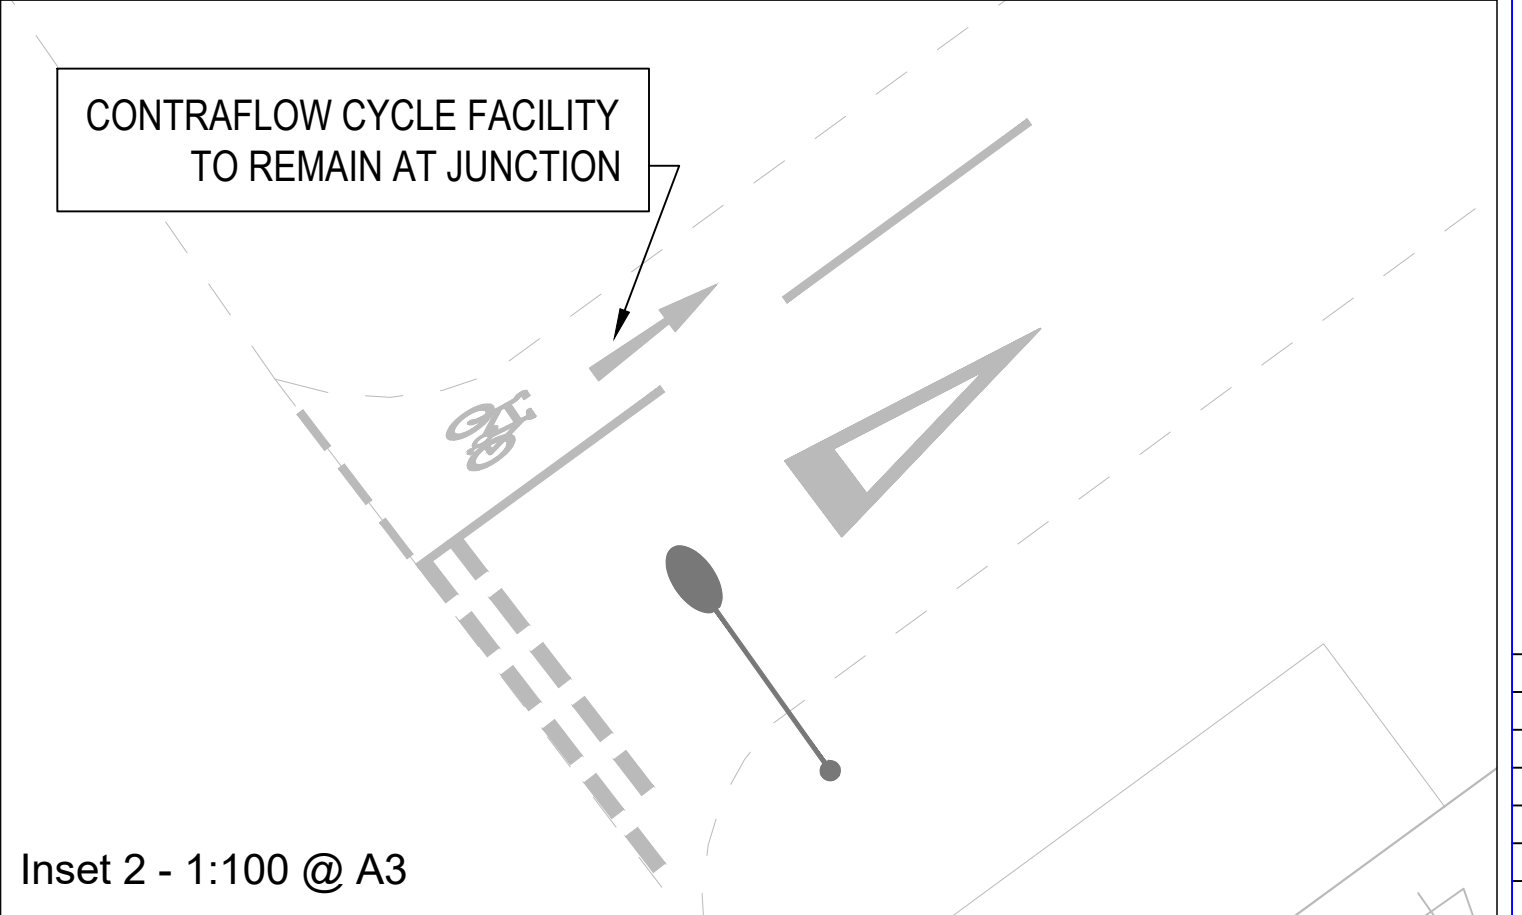 CONTRAFLOW CYCLE FACILITY
TO REMAIN AT JUNCTION
Inset 2 - 1:100 @ A3